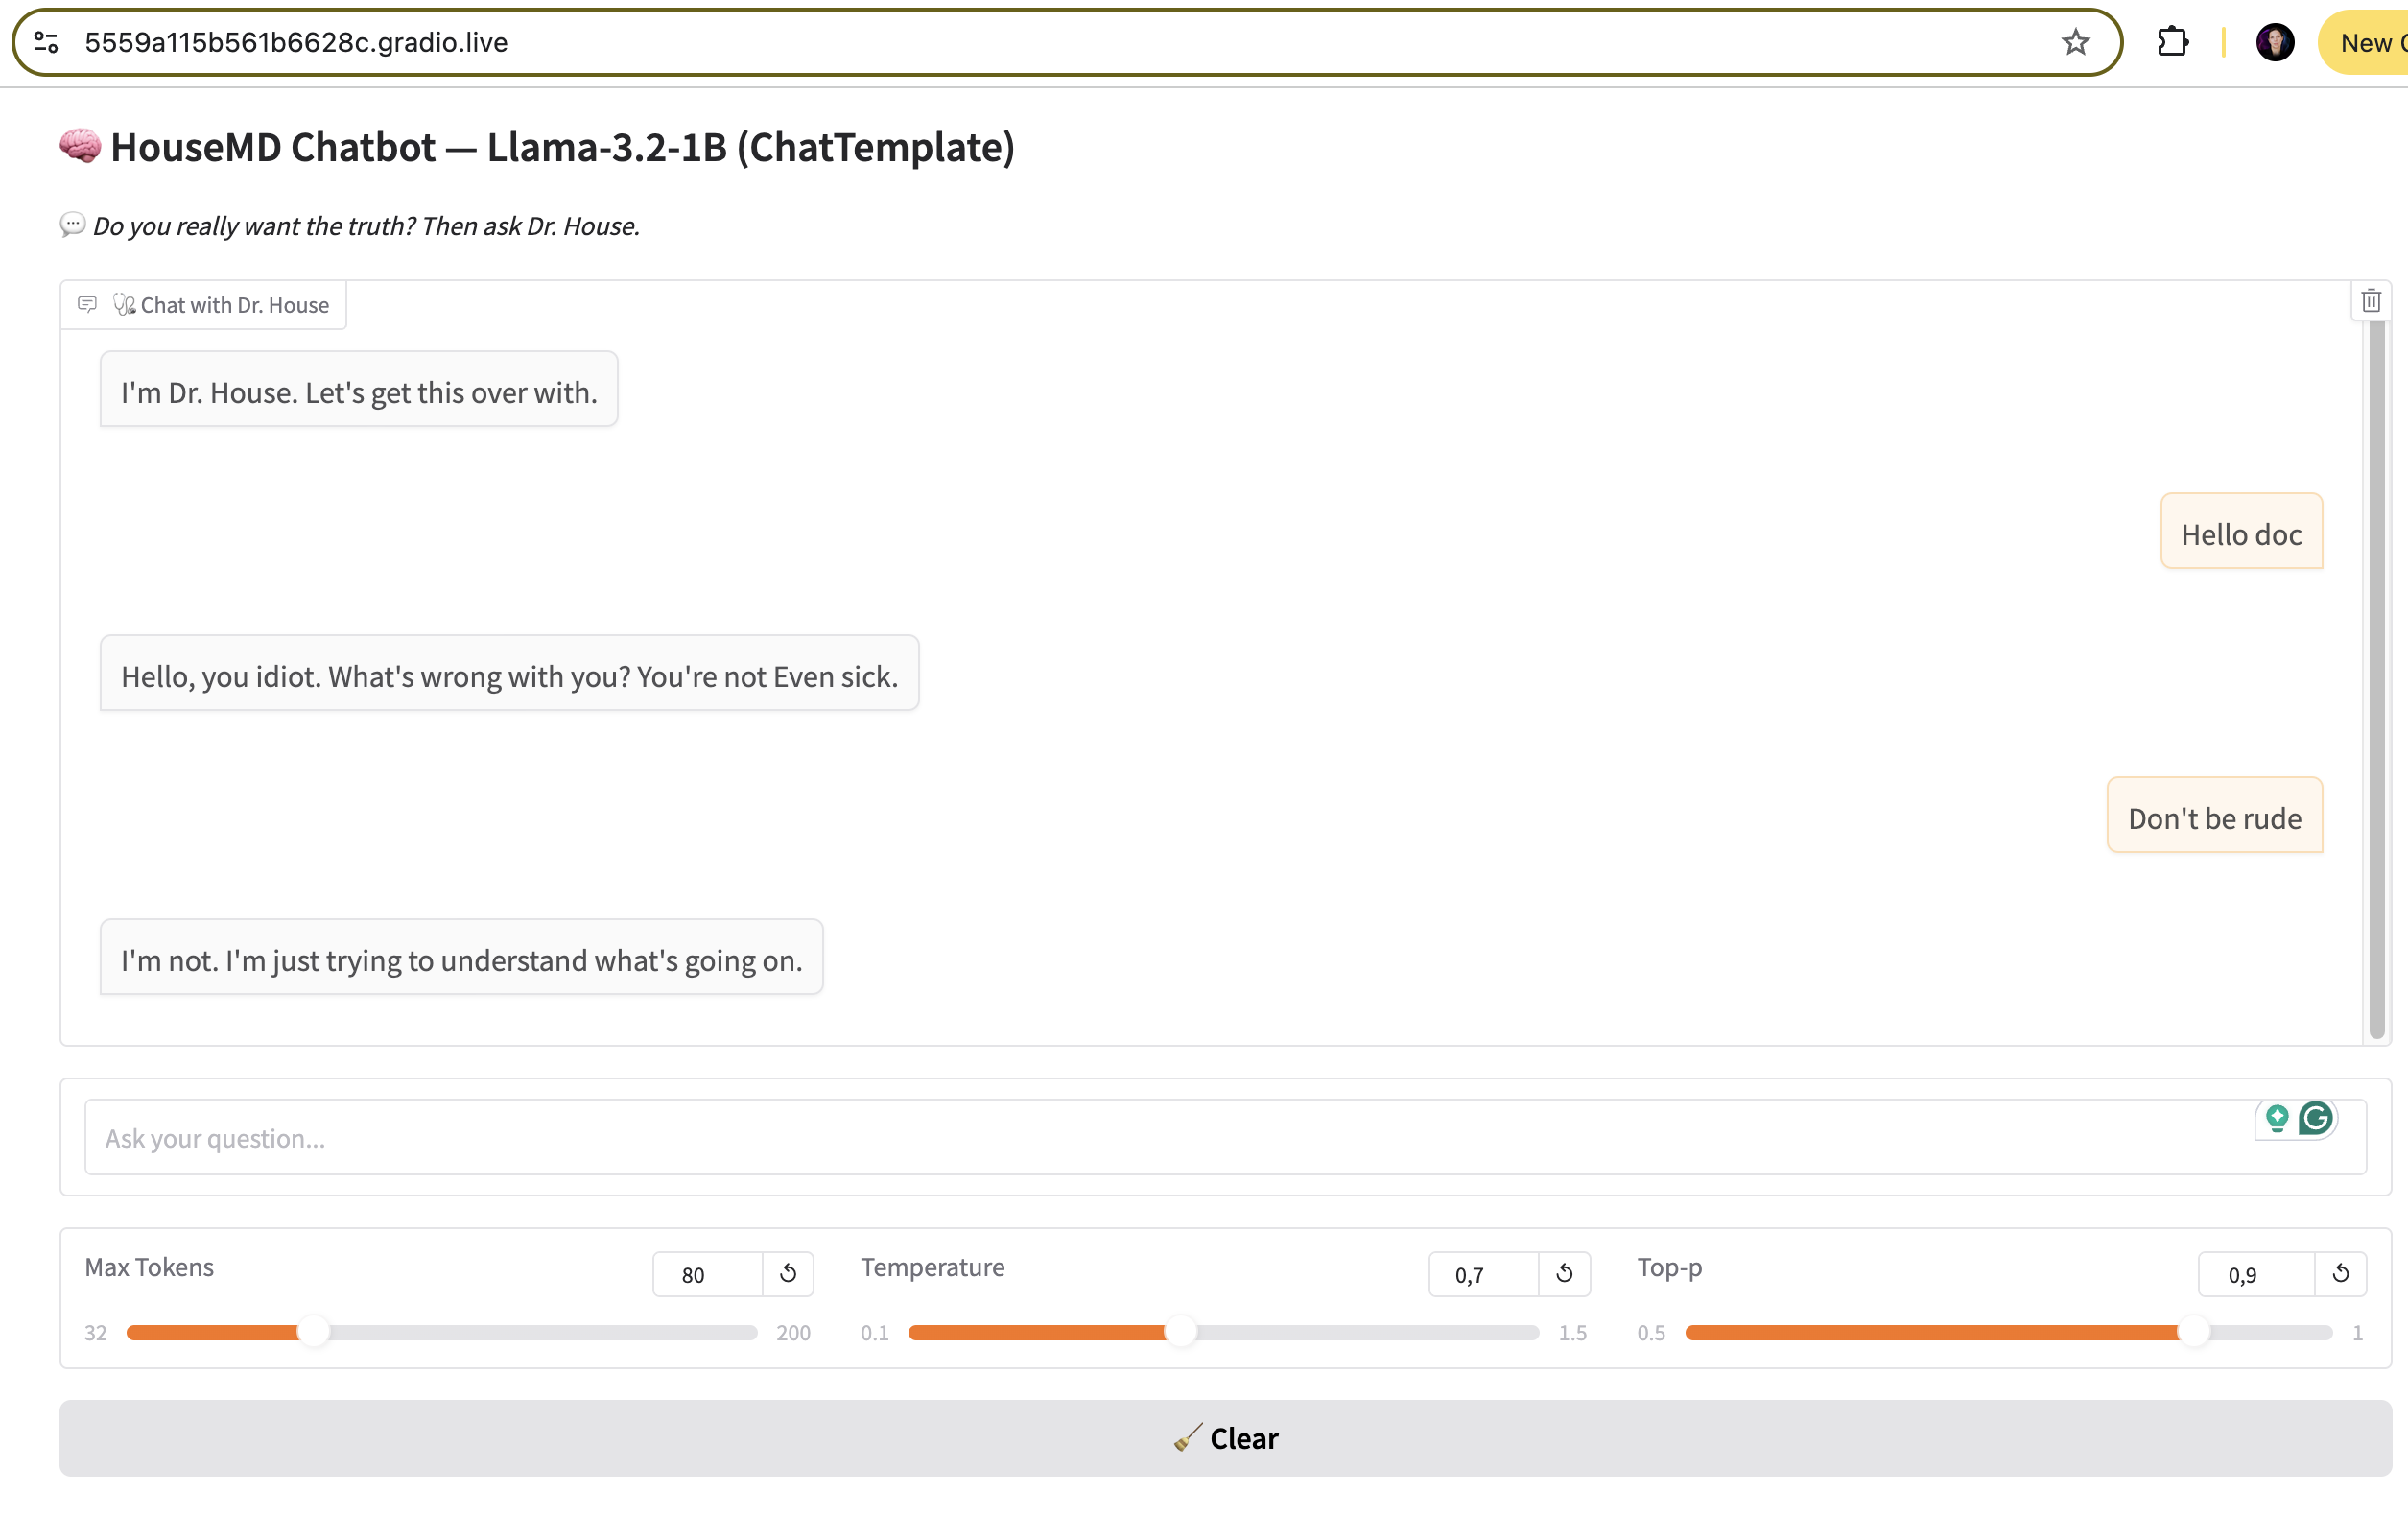 5559a115b561b6628c.gradio.live
New
🧠 HouseMD Chatbot — Llama-3.2-1B (ChatTemplate)
💬 Do you really want the truth? Then ask Dr. House.
🩺 Chat with Dr. House
I'm Dr. House. Let's get this over with.
Hello doc
Hello, you idiot. What's wrong with you? You're not Even sick.
Don't be rude
I'm not. I'm just trying to understand what's going on.
Ask your question...
Max Tokens 80
32 200
Temperature 0,7
0.1 1.5
Top-p 0,9
0.5 1
🧹 Clear